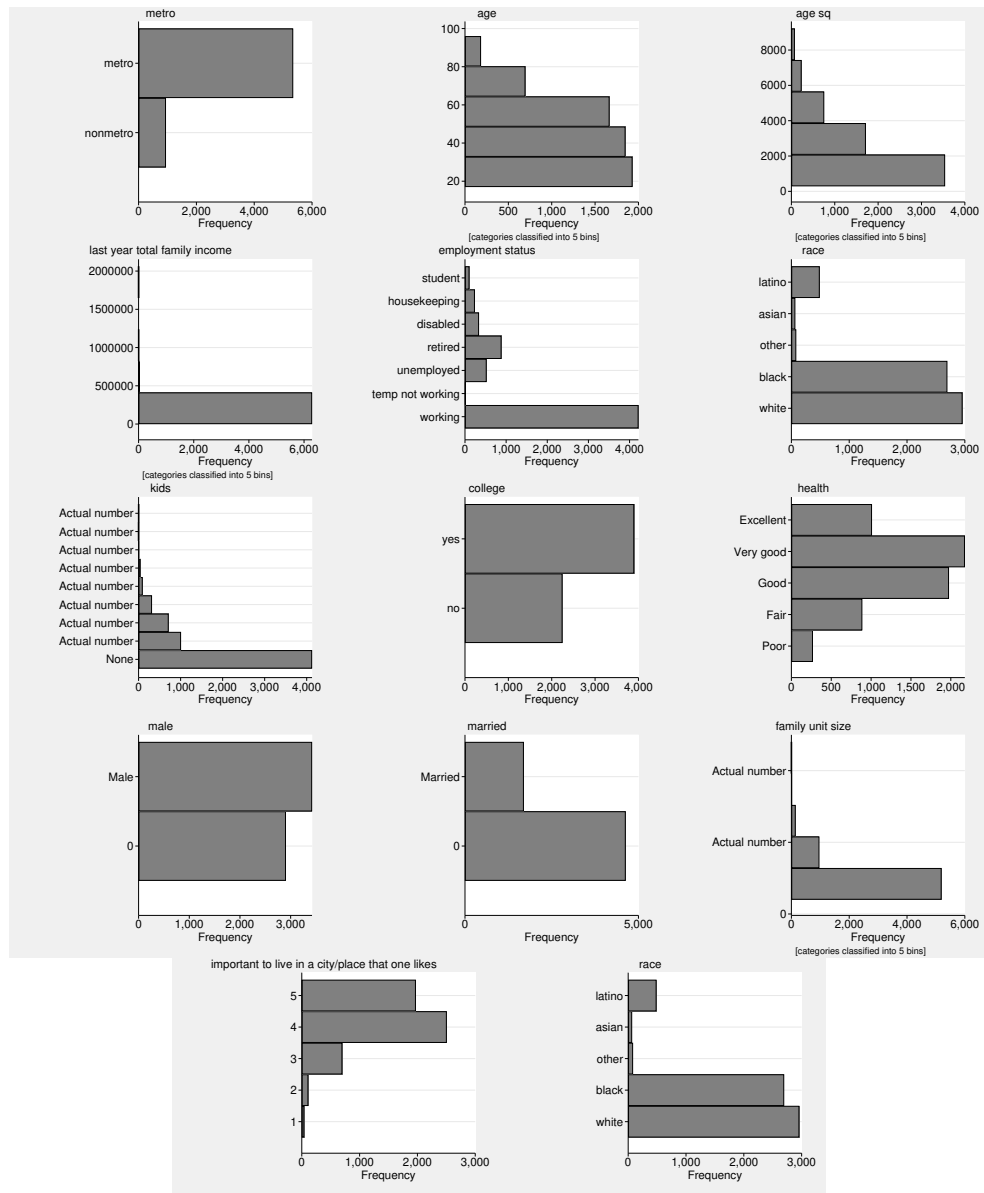 metro
metro
nonmetro
0 2,000 4,000 6,000
Frequency
age
100
80
60
40
20
0 500 1,000 1,500 2,000
Frequency
[categories classified into 5 bins]
age sq
8000
6000
4000
2000
0
0 1,000 2,000 3,000 4,000
Frequency
[categories classified into 5 bins]
last year total family income
2000000
1500000
1000000
500000
0
0 2,000 4,000 6,000
Frequency
[categories classified into 5 bins]
employment status
student
housekeeping
disabled
retired
unemployed
temp not working
working
0 1,000 2,000 3,000 4,000
Frequency
race
latino
asian
other
black
white
0 1,000 2,000 3,000
Frequency
kids
Actual number
Actual number
Actual number
Actual number
Actual number
Actual number
Actual number
Actual number
None
0 1,000 2,000 3,000 4,000
Frequency
college
yes
no
0 1,000 2,000 3,000 4,000
Frequency
health
Excellent
Very good
Good
Fair
Poor
0 500 1,000 1,500 2,000
Frequency
male
Male
0
0 1,000 2,000 3,000
Frequency
married
Married
0
0 5,000
Frequency
family unit size
Actual number
Actual number
0
0 2,000 4,000 6,000
Frequency
[categories classified into 5 bins]
important to live in a city/place that one likes
5
4
3
2
1
0 1,000 2,000 3,000
Frequency
race
latino
asian
other
black
white
0 1,000 2,000 3,000
Frequency